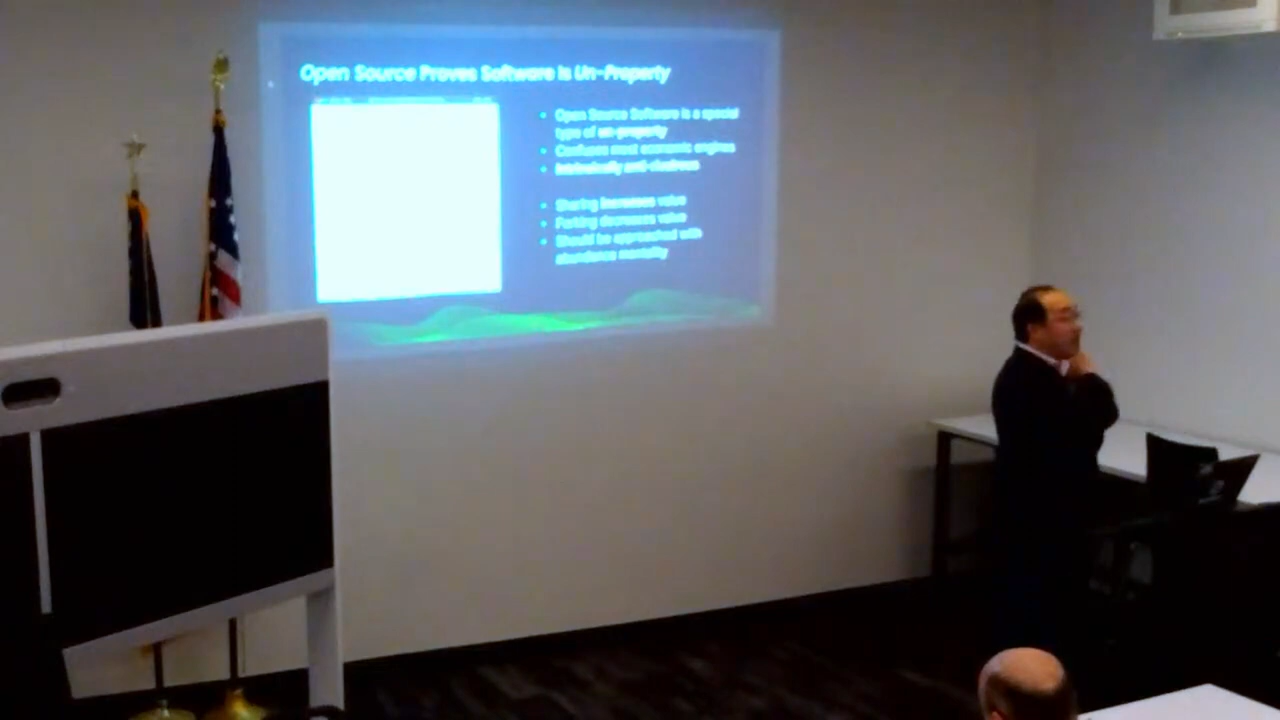 Open Source Proves Software Is Un-Property
Open Source Software is a special
type of un-property
Confuses most economic engines
Intrinsically anti-
Sharing increases value
Forking decreases value
Should be approached with
abundance mentality